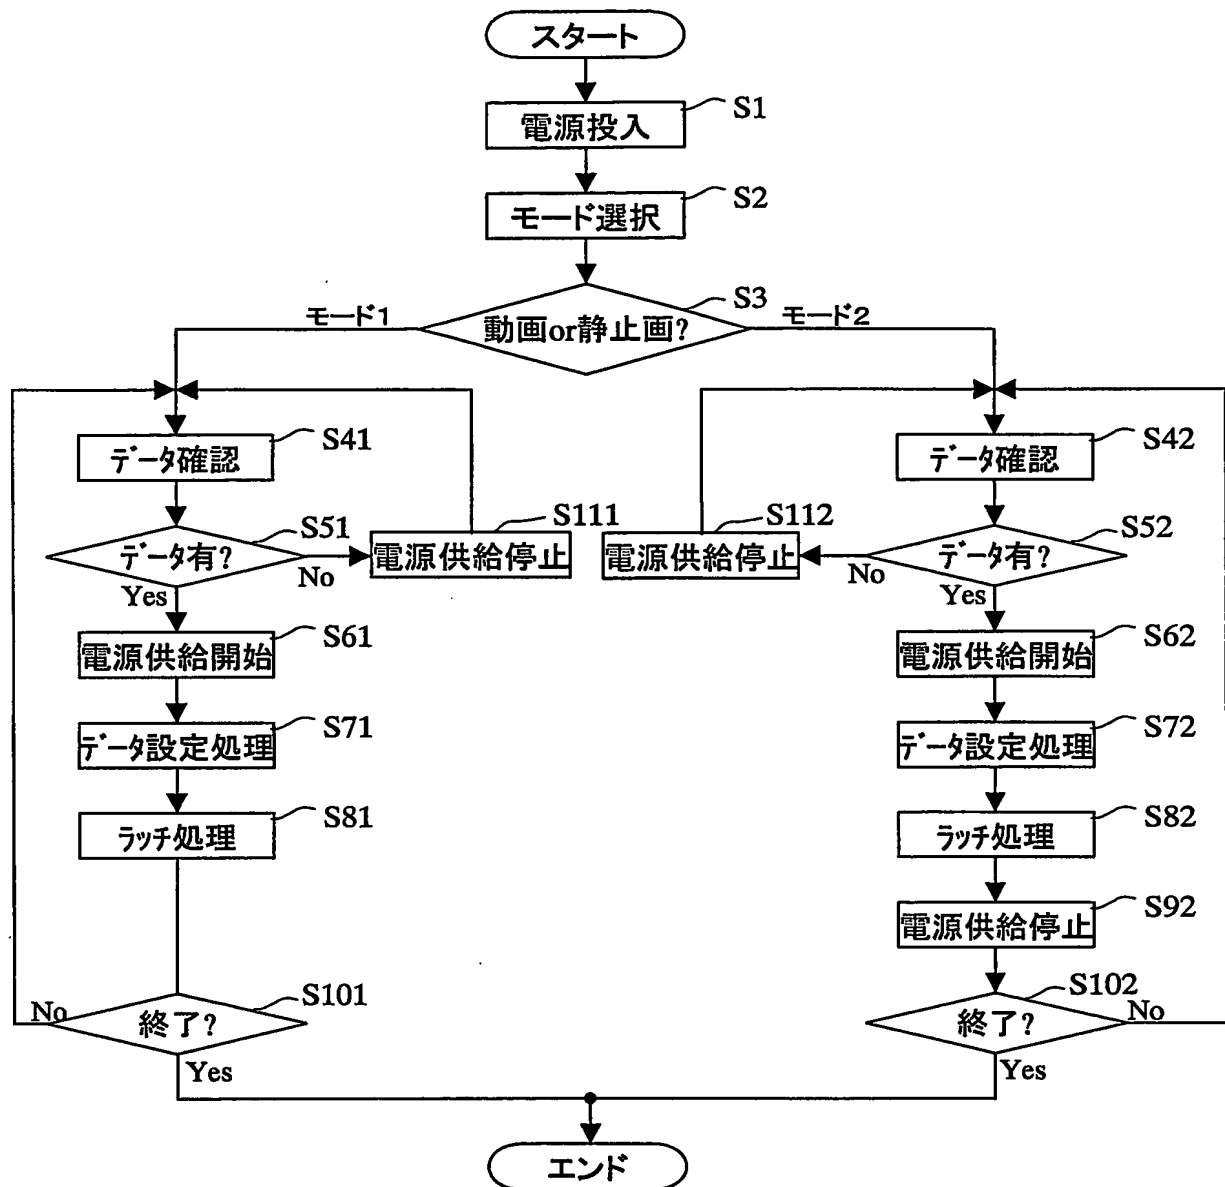 スタート
電源投入
S1
モード選択
S2
動画or静止画?
S3
モード1
モード2
データ確認
S41
データ有?
S51
No
Yes
電源供給停止
S111
電源供給開始
S61
データ設定処理
S71
ラッチ処理
S81
終了?
S101
No
Yes
データ確認
S42
データ有?
S52
No
Yes
電源供給停止
S112
電源供給開始
S62
データ設定処理
S72
ラッチ処理
S82
電源供給停止
S92
終了?
S102
No
Yes
エンド